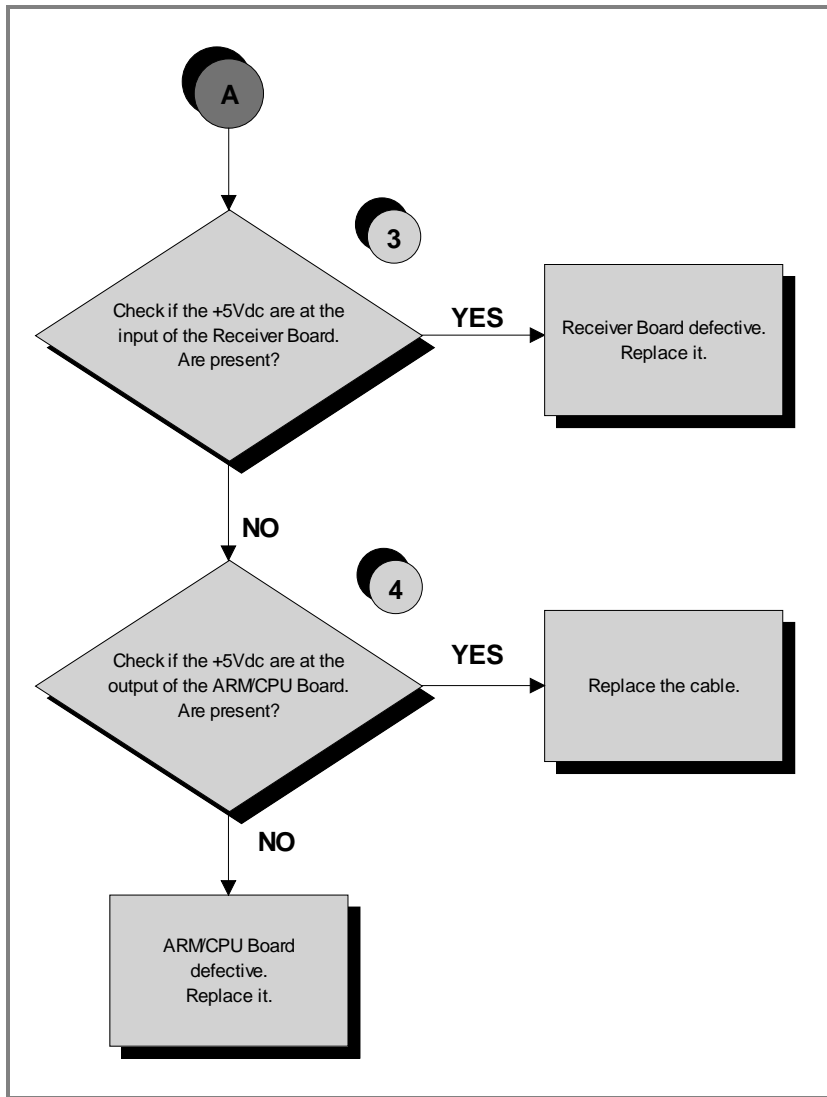 A
3
Check if the +5Vdc are at the
input of the Receiver Board.
Are present?
YES
Receiver Board defective.
Replace it.
NO
4
Check if the +5Vdc are at the
output of the ARM/CPU Board.
Are present?
YES
Replace the cable.
NO
ARM/CPU Board
defective.
Replace it.